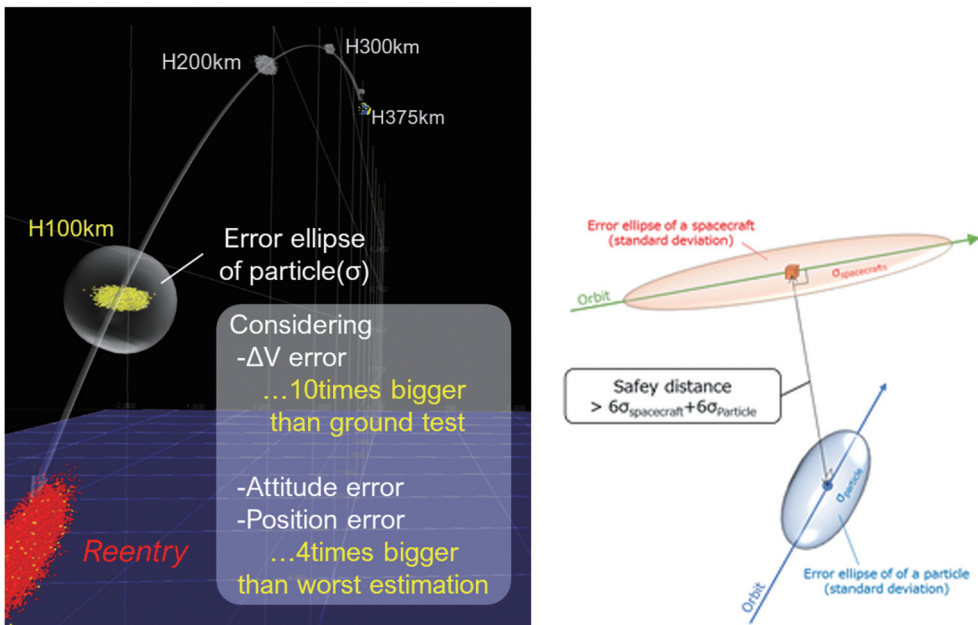 H300km
H200km
H375km
H100km
Error ellipse
of particle(σ)
Considering
-ΔV error
...10times bigger
than ground test
-Attitude error
-Position error
...4times bigger
than worst estimation
Reentry
Error ellipse of a spacecraft
(standard deviation)
σspacecrafts
Orbit
Safey distance
> 6σspacecraft+6σParticle
σparticle
Error ellipse of of a particle
(standard deviation)
Orbit